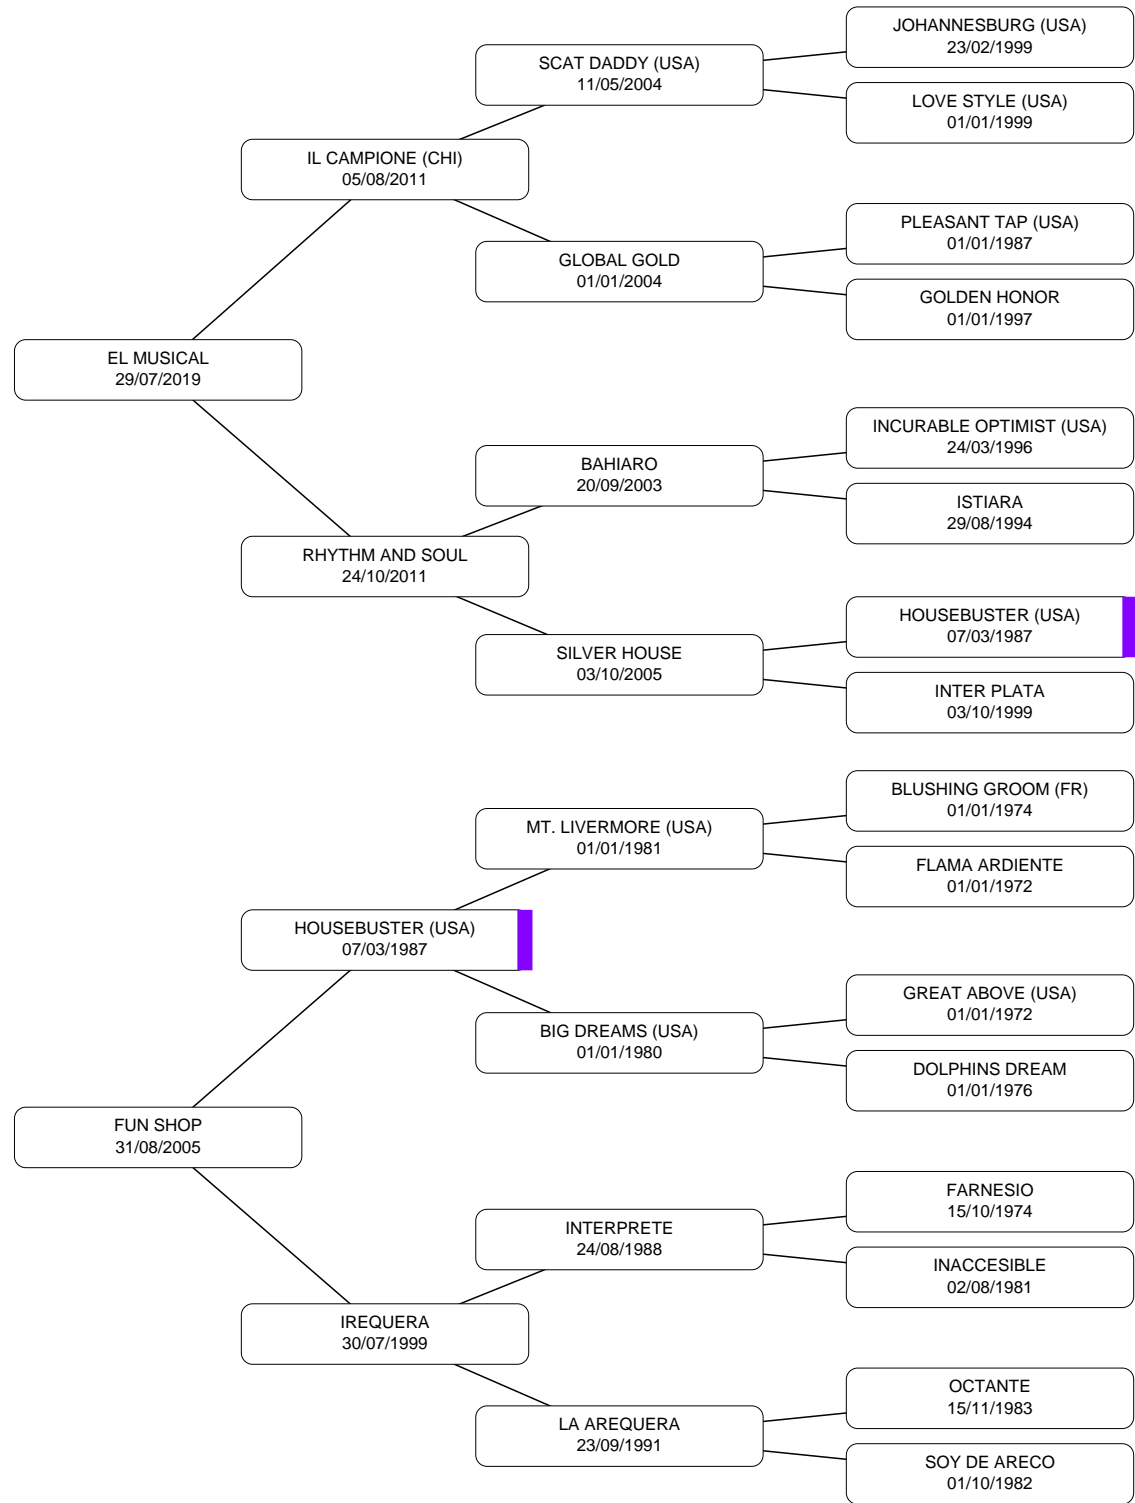 JOHANNESBURG (USA)
23/02/1999
SCAT DADDY (USA)
11/05/2004
LOVE STYLE (USA)
01/01/1999
IL CAMPIONE (CHI)
05/08/2011
PLEASANT TAP (USA)
01/01/1987
GLOBAL GOLD
01/01/2004
GOLDEN HONOR
01/01/1997
EL MUSICAL
29/07/2019
INCURABLE OPTIMIST (USA)
24/03/1996
BAHIARO
20/09/2003
ISTIARA
29/08/1994
RHYTHM AND SOUL
24/10/2011
HOUSEBUSTER (USA)
07/03/1987
SILVER HOUSE
03/10/2005
INTER PLATA
03/10/1999
BLUSHING GROOM (FR)
01/01/1974
MT. LIVERMORE (USA)
01/01/1981
FLAMA ARDIENTE
01/01/1972
HOUSEBUSTER (USA)
07/03/1987
GREAT ABOVE (USA)
01/01/1972
BIG DREAMS (USA)
01/01/1980
DOLPHINS DREAM
01/01/1976
FUN SHOP
31/08/2005
FARNESIO
15/10/1974
INTERPRETE
24/08/1988
INACCESIBLE
02/08/1981
IREQUERA
30/07/1999
OCTANTE
15/11/1983
LA AREQUERA
23/09/1991
SOY DE ARECO
01/10/1982